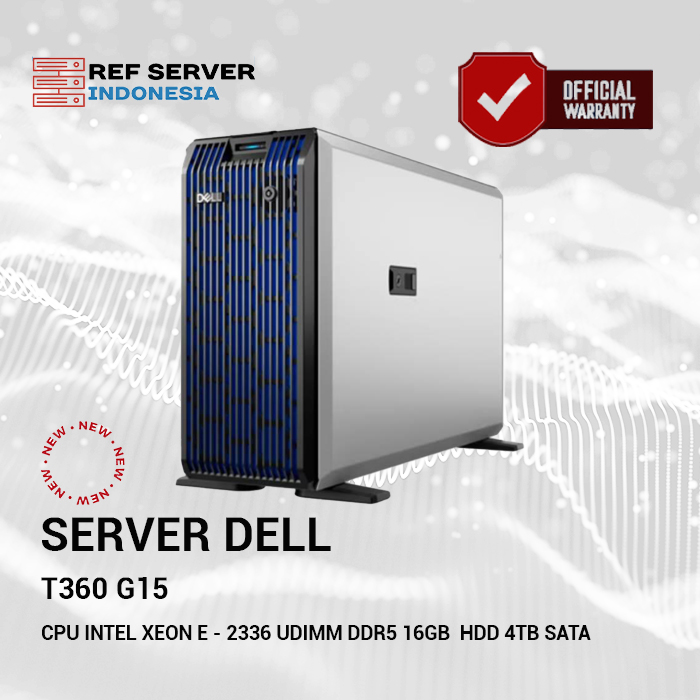 REF SERVER
INDONESIA
OFFICIAL
WARRANTY
DELL
NEW • NEW • NEW • NEW • NEW •
SERVER DELL
T360 G15
CPU INTEL XEON E - 2336 UDIMM DDR5 16GB HDD 4TB SATA